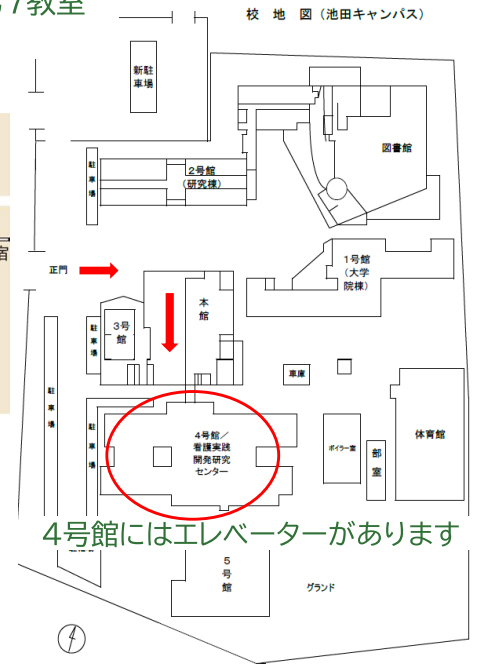 7教室
校 地 図（池田キャンパス）
新駐
車場
図書館
駐車場
2号館
（研究棟）
宿
正門
1号館
（大学
院棟）
本館
3号
館
駐車場
車庫
駐車場
駐車場
4号館／
看護実践
開発研究
センター
ボイラー室
部室
体育館
4号館にはエレベーターがあります
5号館
グランド